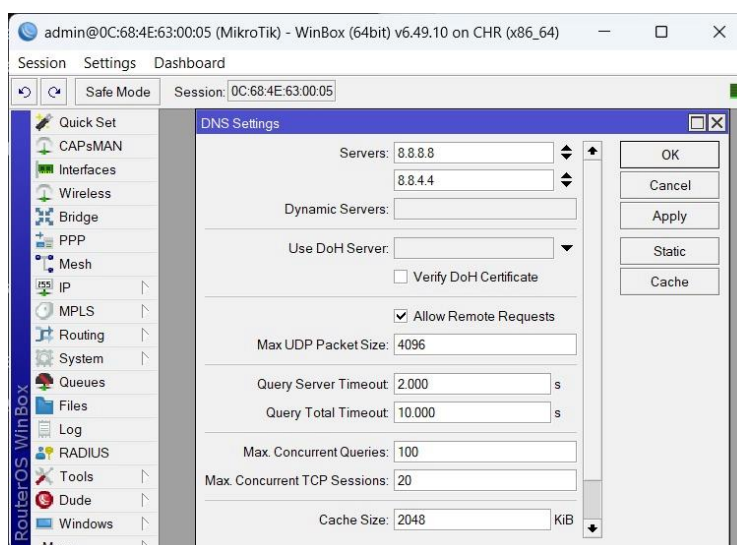 admin@0C:68:4E:63:00:05 (MikroTik) - WinBox (64bit) v6.49.10 on CHR (x86_64)
Session Settings Dashboard
Safe Mode Session: 0C:68:4E:63:00:05
Quick Set
CAPsMAN
Interfaces
Wireless
Bridge
PPP
Mesh
IP
MPLS
Routing
System
Queues
Files
Log
RADIUS
Tools
Dude
Windows
RouterOS WinBox
DNS Settings
Servers: 8.8.8.8
8.8.4.4
Dynamic Servers:
Use DoH Server:
Verify DoH Certificate
Allow Remote Requests
Max UDP Packet Size: 4096
Query Server Timeout: 2.000 s
Query Total Timeout: 10.000 s
Max. Concurrent Queries: 100
Max. Concurrent TCP Sessions: 20
Cache Size: 2048 KiB
OK
Cancel
Apply
Static
Cache